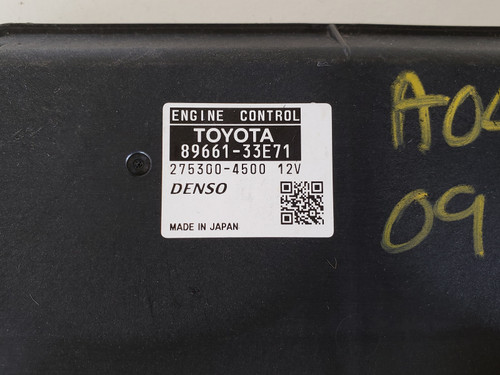 ENGINE CONTROL
TOYOTA
89661-33E71
275300-4500 12V
DENSO
MADE IN JAPAN
09